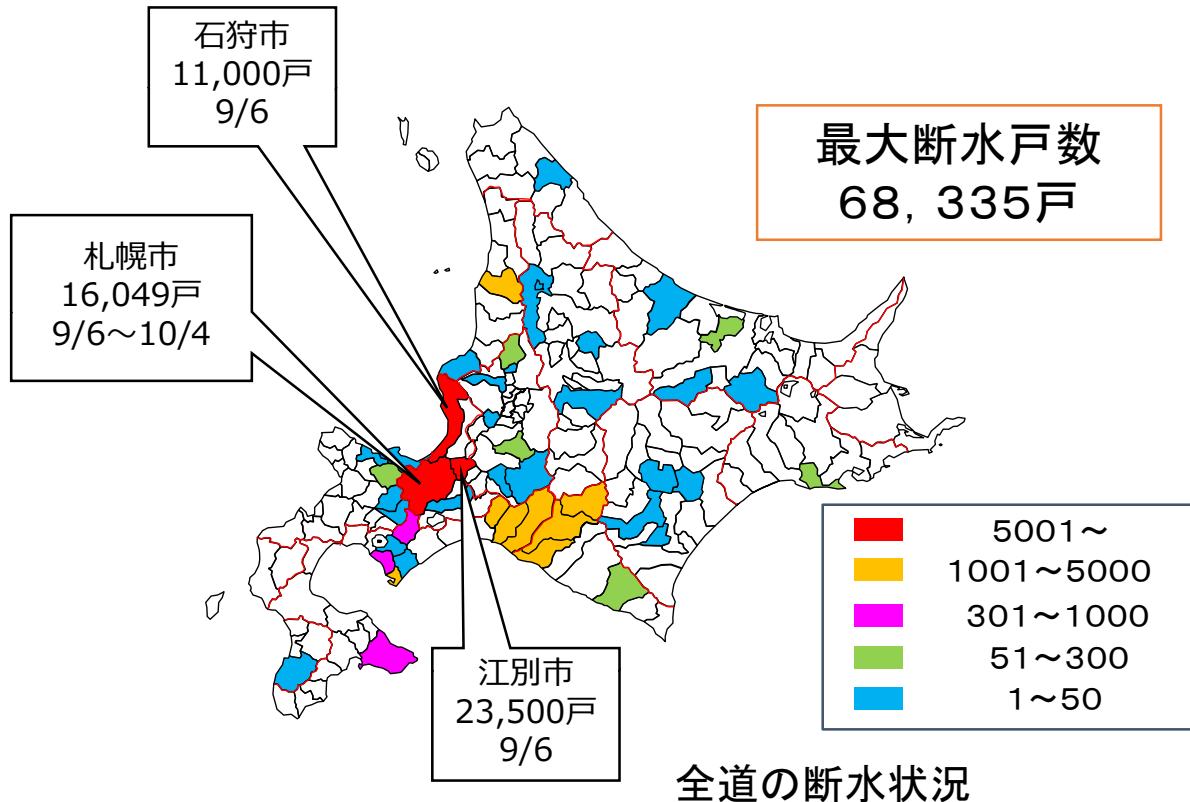 石狩市
11,000戸
9/6
最大断水戸数
68，335戸
札幌市
16,049戸
9/6～10/4
5001～
1001～5000
301～1000
51～300
1～50
江別市
23,500戸
9/6
全道の断水状況